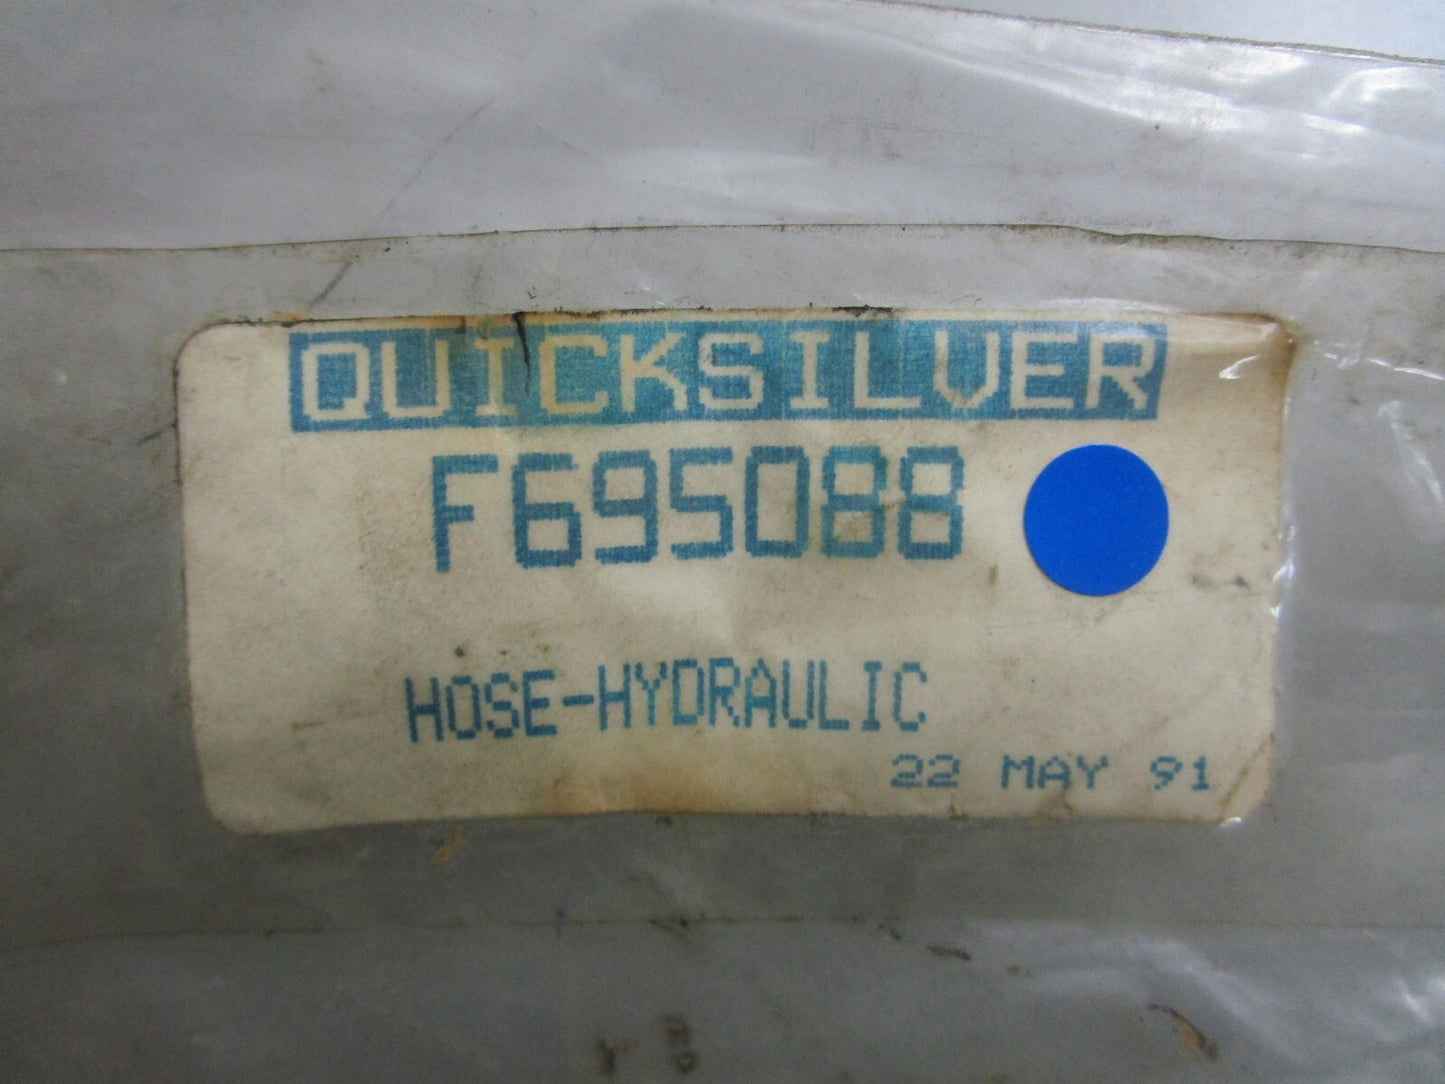 QUICKSILVER
F695088
HOSE-HYDRAULIC
22 MAY 91